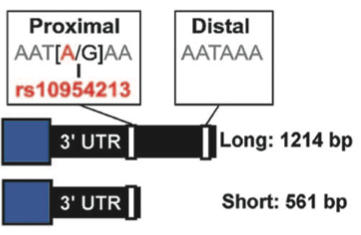 Proximal
AAT[A/G]AA
rs10954213
Distal
AATAAA
3' UTR
Long: 1214 bp
3' UTR
Short: 561 bp